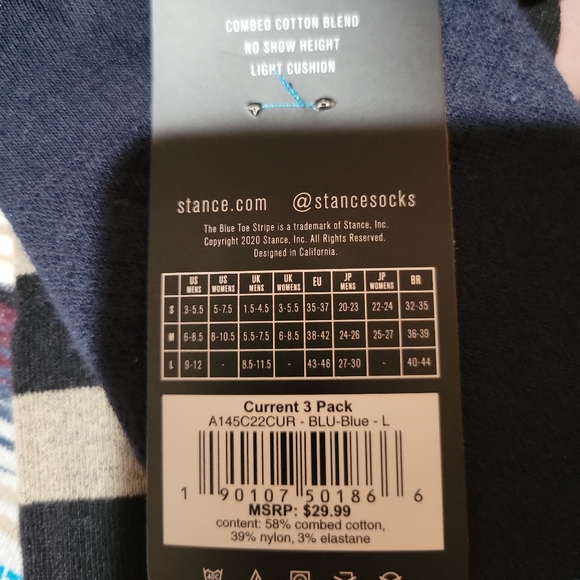 COMBED COTTON BLEND
NO SHOW HEIGHT
LIGHT CUSHION
stance.com @stancesocks
The Blue Toe Stripe is a trademark of Stance, Inc.
Copyright 2020 Stance, Inc. All Rights Reserved.
Designed in California.
US MENS US WOMENS UK MENS UK WOMENS EU JP MENS JP WOMENS BR
S 3-5.5 5-7.5 1.5-4.5 3-5.5 35-37 20-23 22-24 32-35
M 6-8.5 8-10.5 5.5-7.5 6-8.5 38-42 24-26 25-27 36-39
L 9-12 - 8.5-11.5 - 43-46 27-30 - 40-44
Current 3 Pack
A145C22CUR - BLU-Blue - L
1 90107 50186 6
MSRP: $29.99
content: 58% combed cotton,
39% nylon, 3% elastane